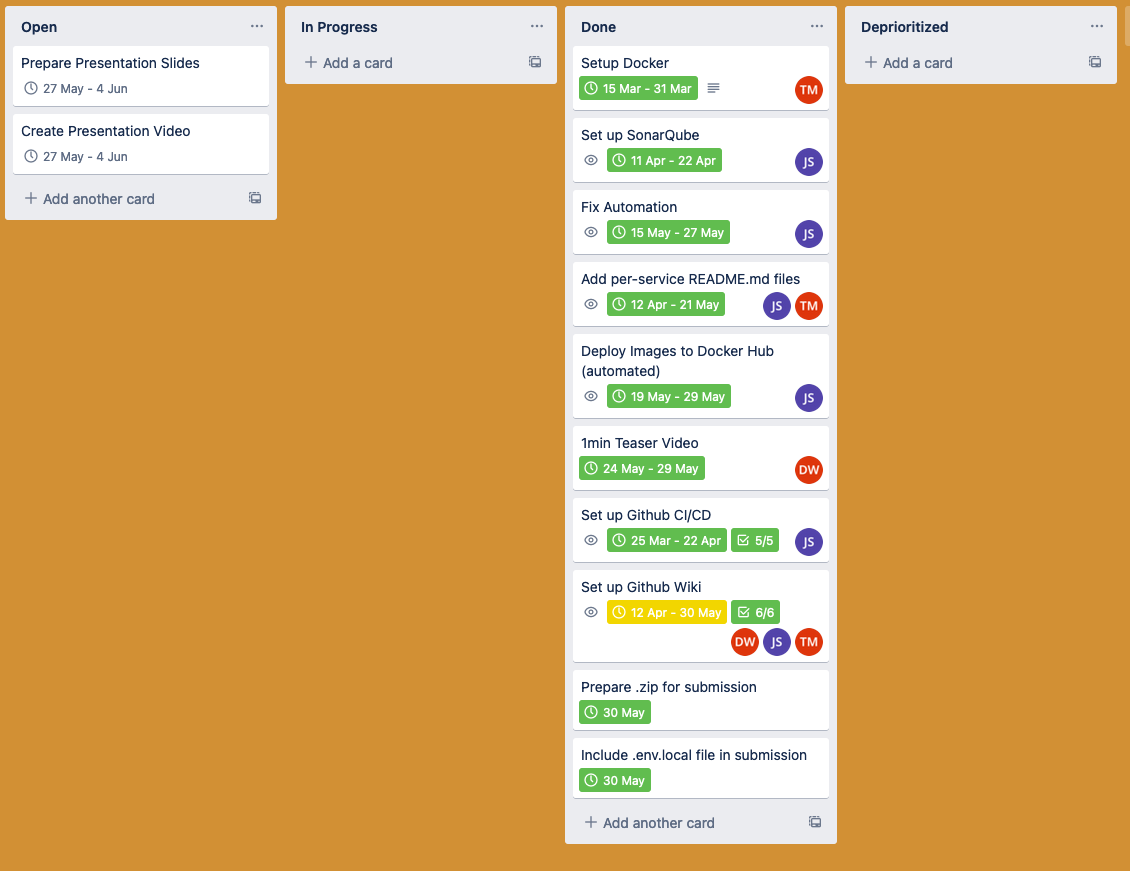 Open
Prepare Presentation Slides
27 May - 4 Jun
Create Presentation Video
27 May - 4 Jun
Add another card
In Progress
Add a card
Done
Setup Docker
15 Mar - 31 Mar
TM
Set up SonarQube
11 Apr - 22 Apr
JS
Fix Automation
15 May - 27 May
JS
Add per-service README.md files
12 Apr - 21 May
JS TM
Deploy Images to Docker Hub
(automated)
19 May - 29 May
JS
1min Teaser Video
24 May - 29 May
DW
Set up Github CI/CD
25 Mar - 22 Apr 5/5
JS
Set up Github Wiki
12 Apr - 30 May 6/6
DW JS TM
Prepare .zip for submission
30 May
Include .env.local file in submission
30 May
Add another card
Deprioritized
Add a card